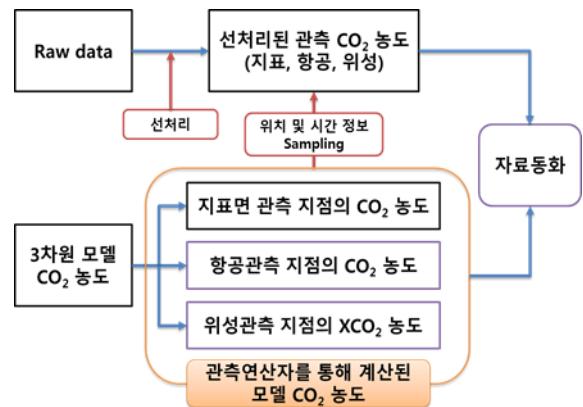 Raw data
선처리된 관측 CO₂ 농도
(지표, 항공, 위성)
선처리
위치 및 시간 정보
Sampling
자료동화
3차원 모델
CO₂ 농도
지표면 관측 지점의 CO₂ 농도
항공관측 지점의 CO₂ 농도
위성관측 지점의 XCO₂ 농도
관측연산자를 통해 계산된
모델 CO₂ 농도